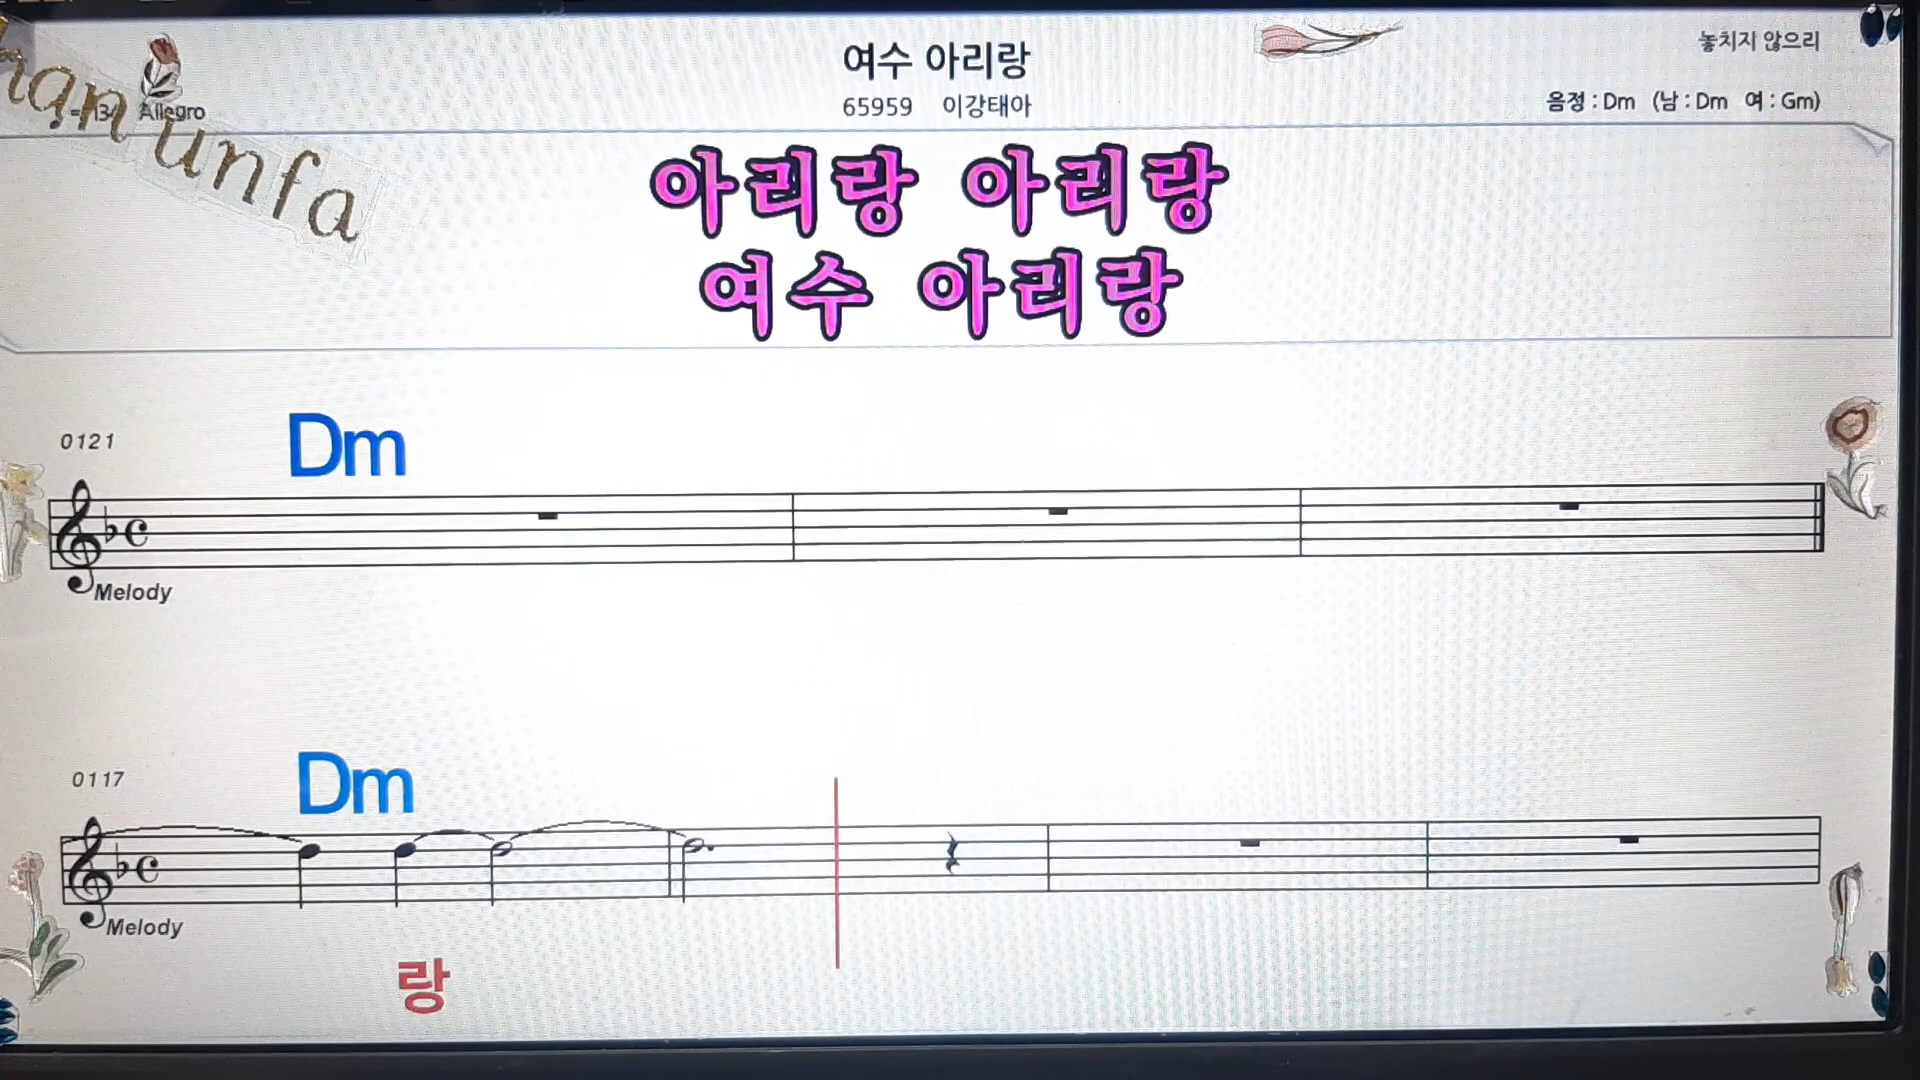 여수 아리랑
놓치지 않으리
65959 이강태아
음정 : Dm (남 : Dm 여 : Gm)
Allegro
han unfa
아리랑 아리랑
여수 아리랑
0121
Dm
Melody
0117
Dm
Melody
랑